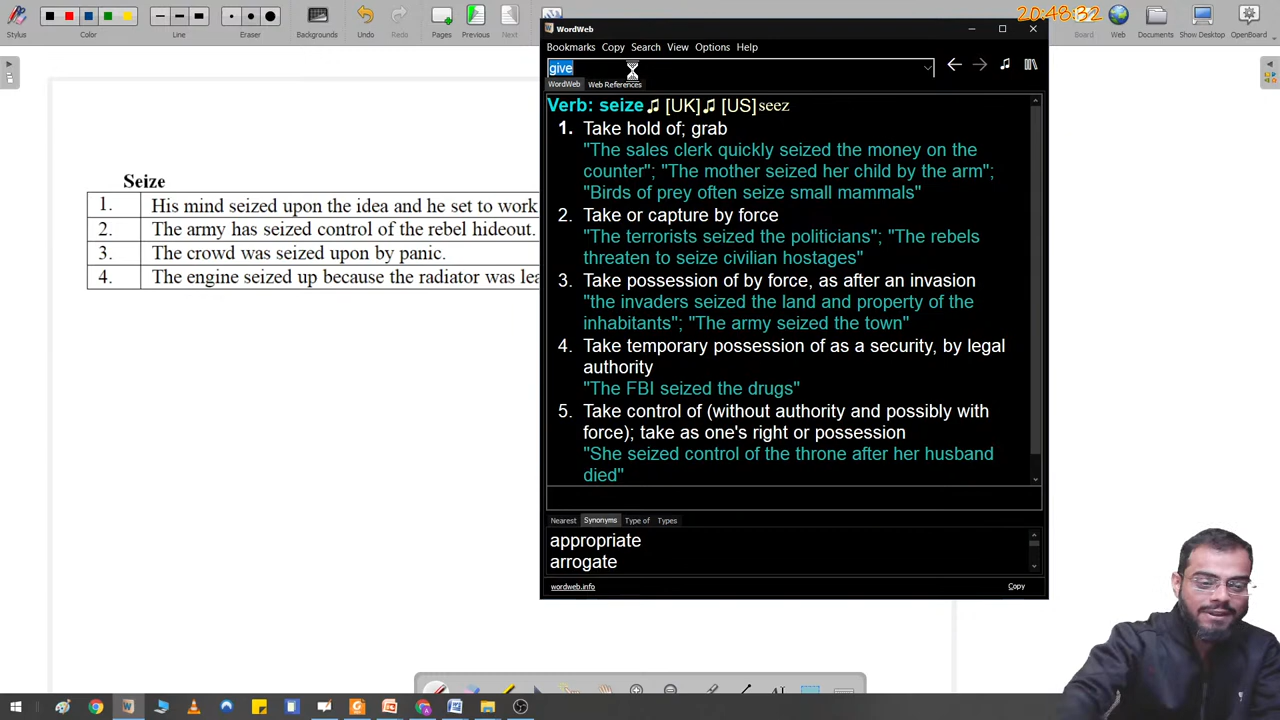 Stylus
Color
Line
Eraser
Backgrounds
Undo
Redo
Pages
Previous
Next
20:48:32
Board
Web
Documents
Show Desktop
OpenBoard
WordWeb
Bookmarks Copy Search View Options Help
give
WordWeb Web References
Verb: seize [UK] [US] seez
1. Take hold of; grab
"The sales clerk quickly seized the money on the
counter"; "The mother seized her child by the arm";
"Birds of prey often seize small mammals"
2. Take or capture by force
"The terrorists seized the politicians"; "The rebels
threaten to seize civilian hostages"
3. Take possession of by force, as after an invasion
"the invaders seized the land and property of the
inhabitants"; "The army seized the town"
4. Take temporary possession of as a security, by legal
authority
"The FBI seized the drugs"
5. Take control of (without authority and possibly with
force); take as one's right or possession
"She seized control of the throne after her husband
died"
Nearest Synonyms Type of Types
appropriate
arrogate
wordweb.info
Copy
Seize
1. His mind seized upon the idea and he set to work
2. The army has seized control of the rebel hideout.
3. The crowd was seized upon by panic.
4. The engine seized up because the radiator was lea